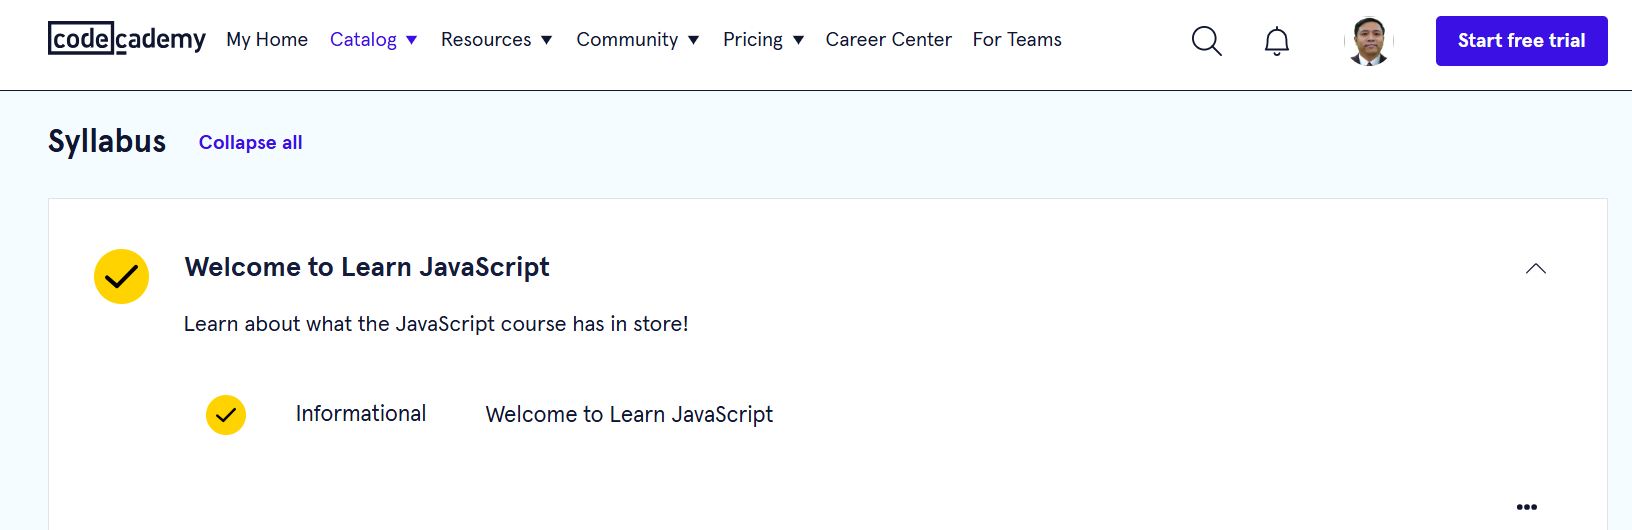 codecademy My Home Catalog Resources Community Pricing Career Center For Teams Start free trial
Syllabus Collapse all
Welcome to Learn JavaScript
Learn about what the JavaScript course has in store!
Informational Welcome to Learn JavaScript